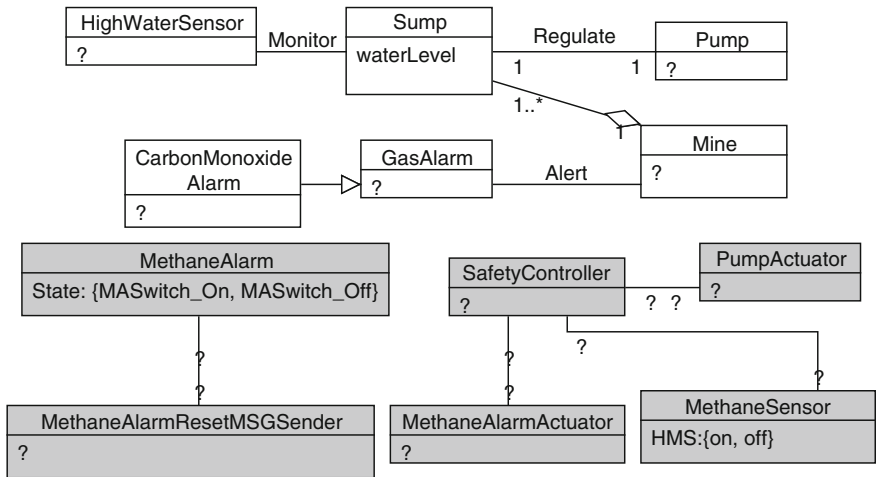 HighWaterSensor
?
Monitor
Sump
waterLevel
Regulate
1
1
Pump
?
1..*
1
Mine
?
CarbonMonoxide
Alarm
?
GasAlarm
?
Alert
MethaneAlarm
State: {MASwitch_On, MASwitch_Off}
SafetyController
?
? ?
PumpActuator
?
?
?
?
?
?
?
MethaneAlarmResetMSGSender
?
MethaneAlarmActuator
?
MethaneSensor
HMS:{on, off}